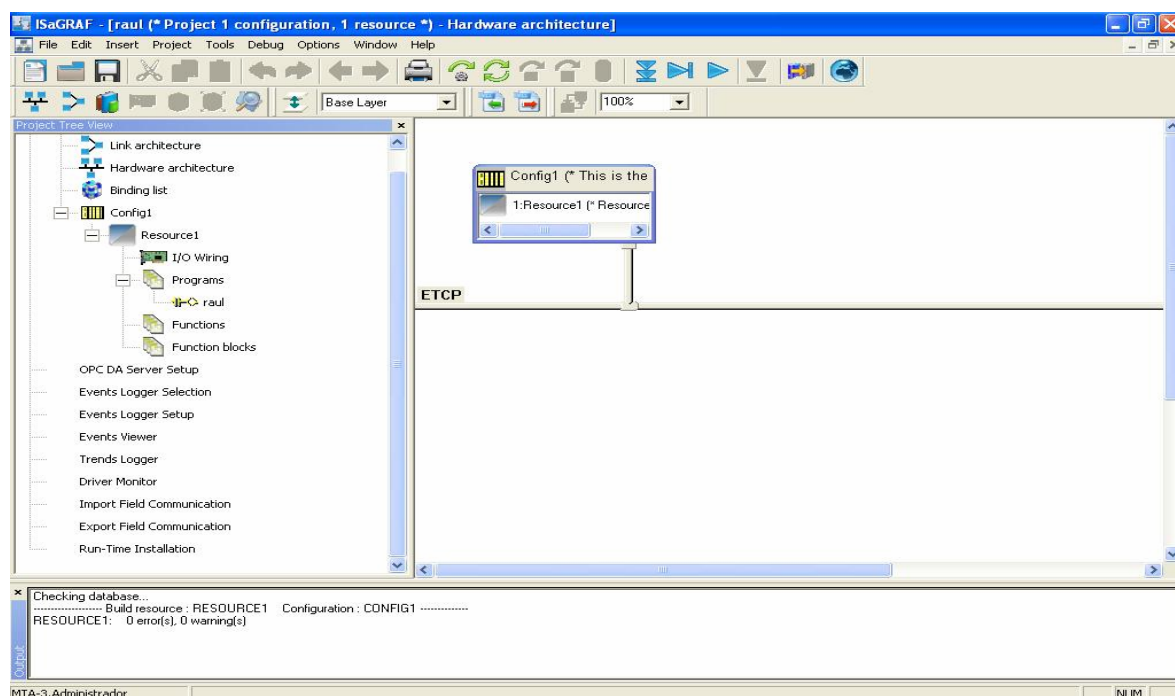 ISaGRAF - [raul (* Project 1 configuration, 1 resource *) - Hardware architecture]
File Edit Insert Project Tools Debug Options Window Help
Base Layer
100%
Project Tree View
Link architecture
Hardware architecture
Binding list
Config1
Resource1
I/O Wiring
Programs
raul
Functions
Function blocks
OPC DA Server Setup
Events Logger Selection
Events Logger Setup
Events Viewer
Trends Logger
Driver Monitor
Import Field Communication
Export Field Communication
Run-Time Installation
Config1 (* This is the
1:Resource1 (* Resource
ETCP
Checking database...
------------------- Build resource : RESOURCE1 Configuration : CONFIG1 -------------
RESOURCE1: 0 error(s), 0 warning(s)
Output
MTA-3.Administrador
NUM